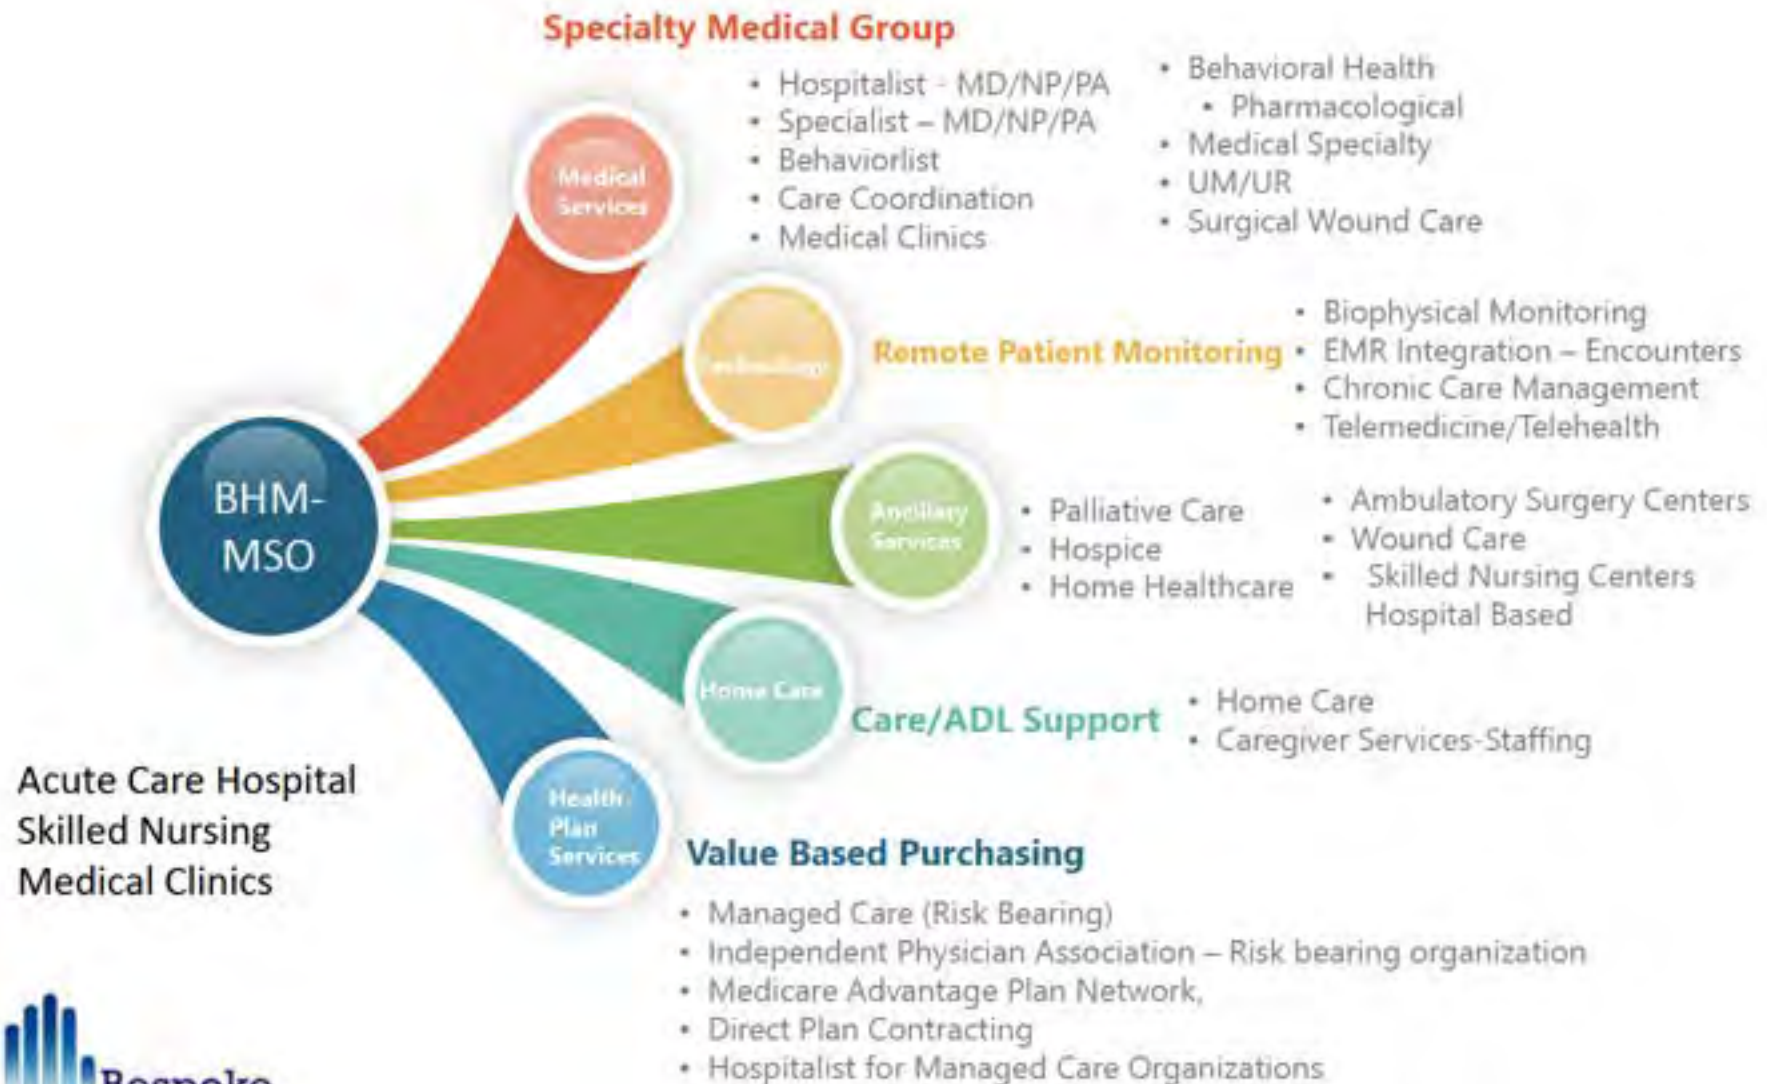 Specialty Medical Group
• Hospitalist - MD/NP/PA
• Specialist – MD/NP/PA
• Behaviorlist
• Care Coordination
• Medical Clinics
• Behavioral Health
• Pharmacological
• Medical Specialty
• UM/UR
• Surgical Wound Care
Medical
Services
Technology
Remote Patient Monitoring
• Biophysical Monitoring
• EMR Integration – Encounters
• Chronic Care Management
• Telemedicine/Telehealth
BHM-
MSO
Ancillary
Services
• Palliative Care
• Hospice
• Home Healthcare
• Ambulatory Surgery Centers
• Wound Care
• Skilled Nursing Centers
Hospital Based
Home Care
Care/ADL Support
• Home Care
• Caregiver Services-Staffing
Acute Care Hospital
Skilled Nursing
Medical Clinics
Health
Plan
Services
Value Based Purchasing
• Managed Care (Risk Bearing)
• Independent Physician Association – Risk bearing organization
• Medicare Advantage Plan Network,
• Direct Plan Contracting
• Hospitalist for Managed Care Organizations
Bespoke